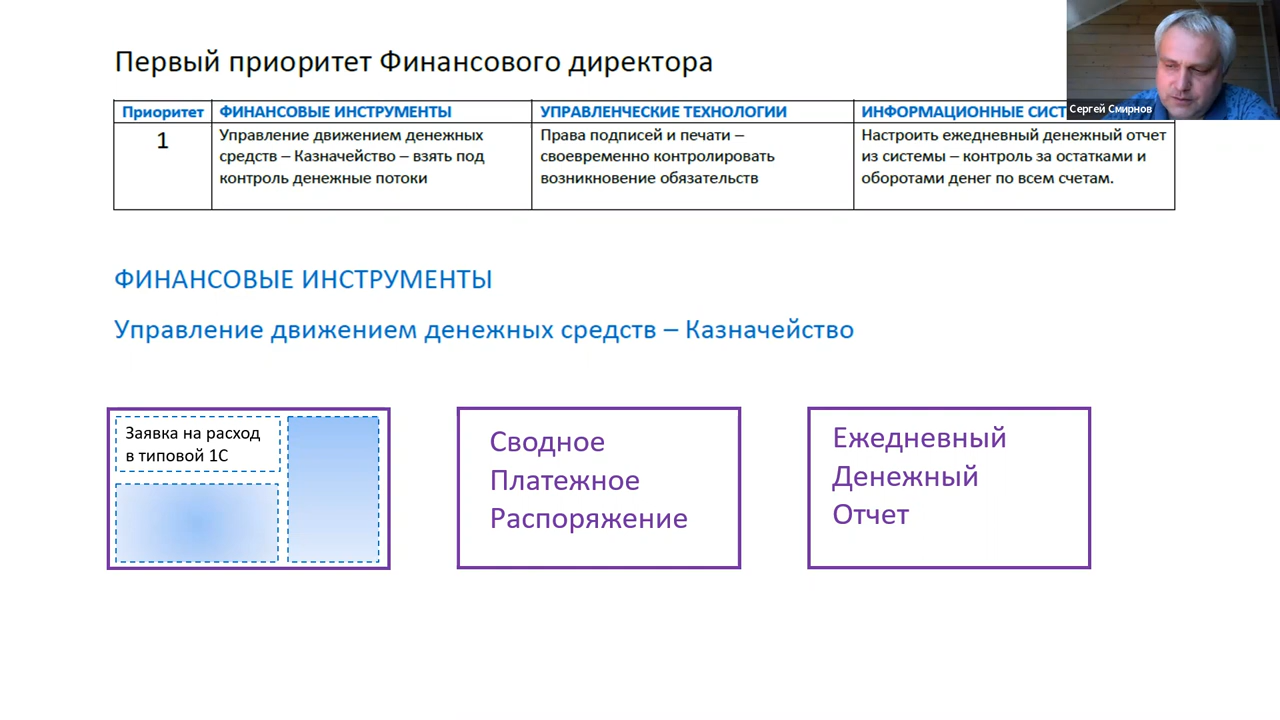 Первый приоритет Финансового директора
Сергей Смирнов
Приоритет ФИНАНСОВЫЕ ИНСТРУМЕНТЫ УПРАВЛЕНЧЕСКИЕ ТЕХНОЛОГИИ ИНФОРМАЦИОННЫЕ СИСТ
1
Управление движением денежных
средств – Казначейство – взять под
контроль денежные потоки
Права подписей и печати –
своевременно контролировать
возникновение обязательств
Настроить ежедневный денежный отчет
из системы – контроль за остатками и
оборотами денег по всем счетам.
ФИНАНСОВЫЕ ИНСТРУМЕНТЫ
Управление движением денежных средств – Казначейство
Заявка на расход
в типовой 1С
Сводное
Платежное
Распоряжение
Ежедневный
Денежный
Отчет